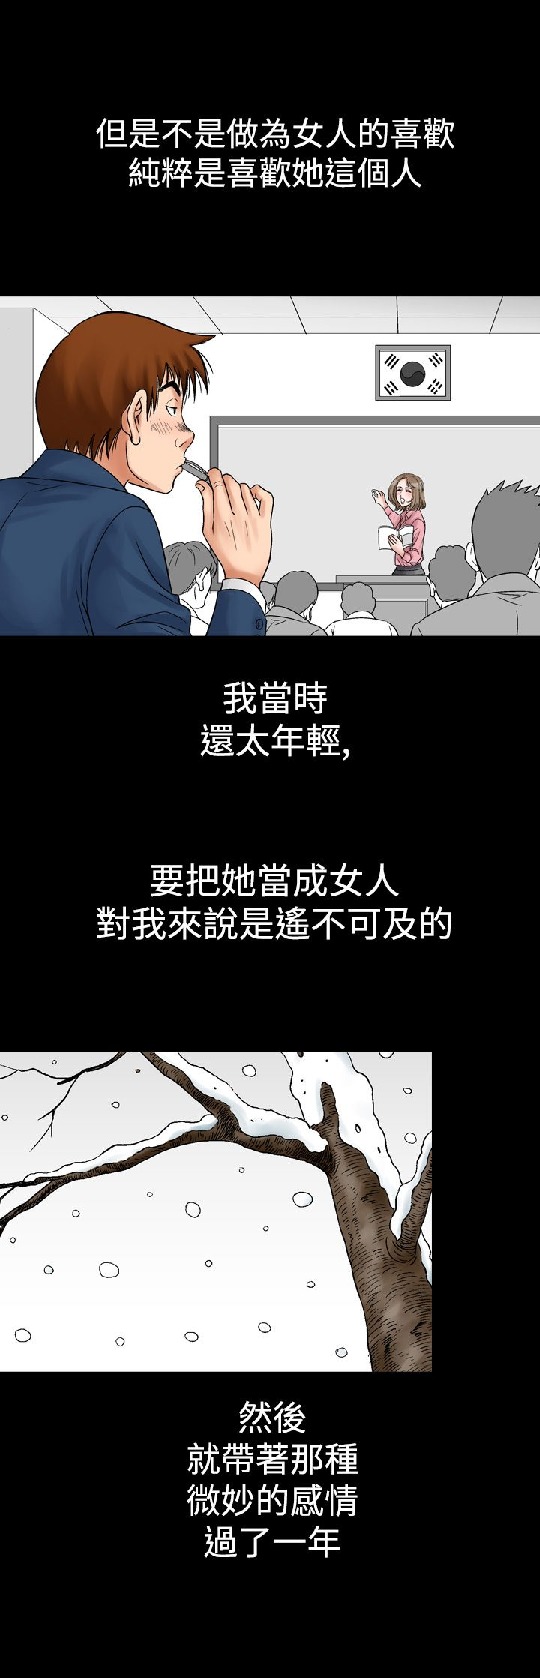 但是不是做為女人的喜歡
純粹是喜歡她這個人
我當時
還太年輕,
要把她當成女人
對我來說是遙不可及的
然後
就帶著那種
微妙的感情
過了一年